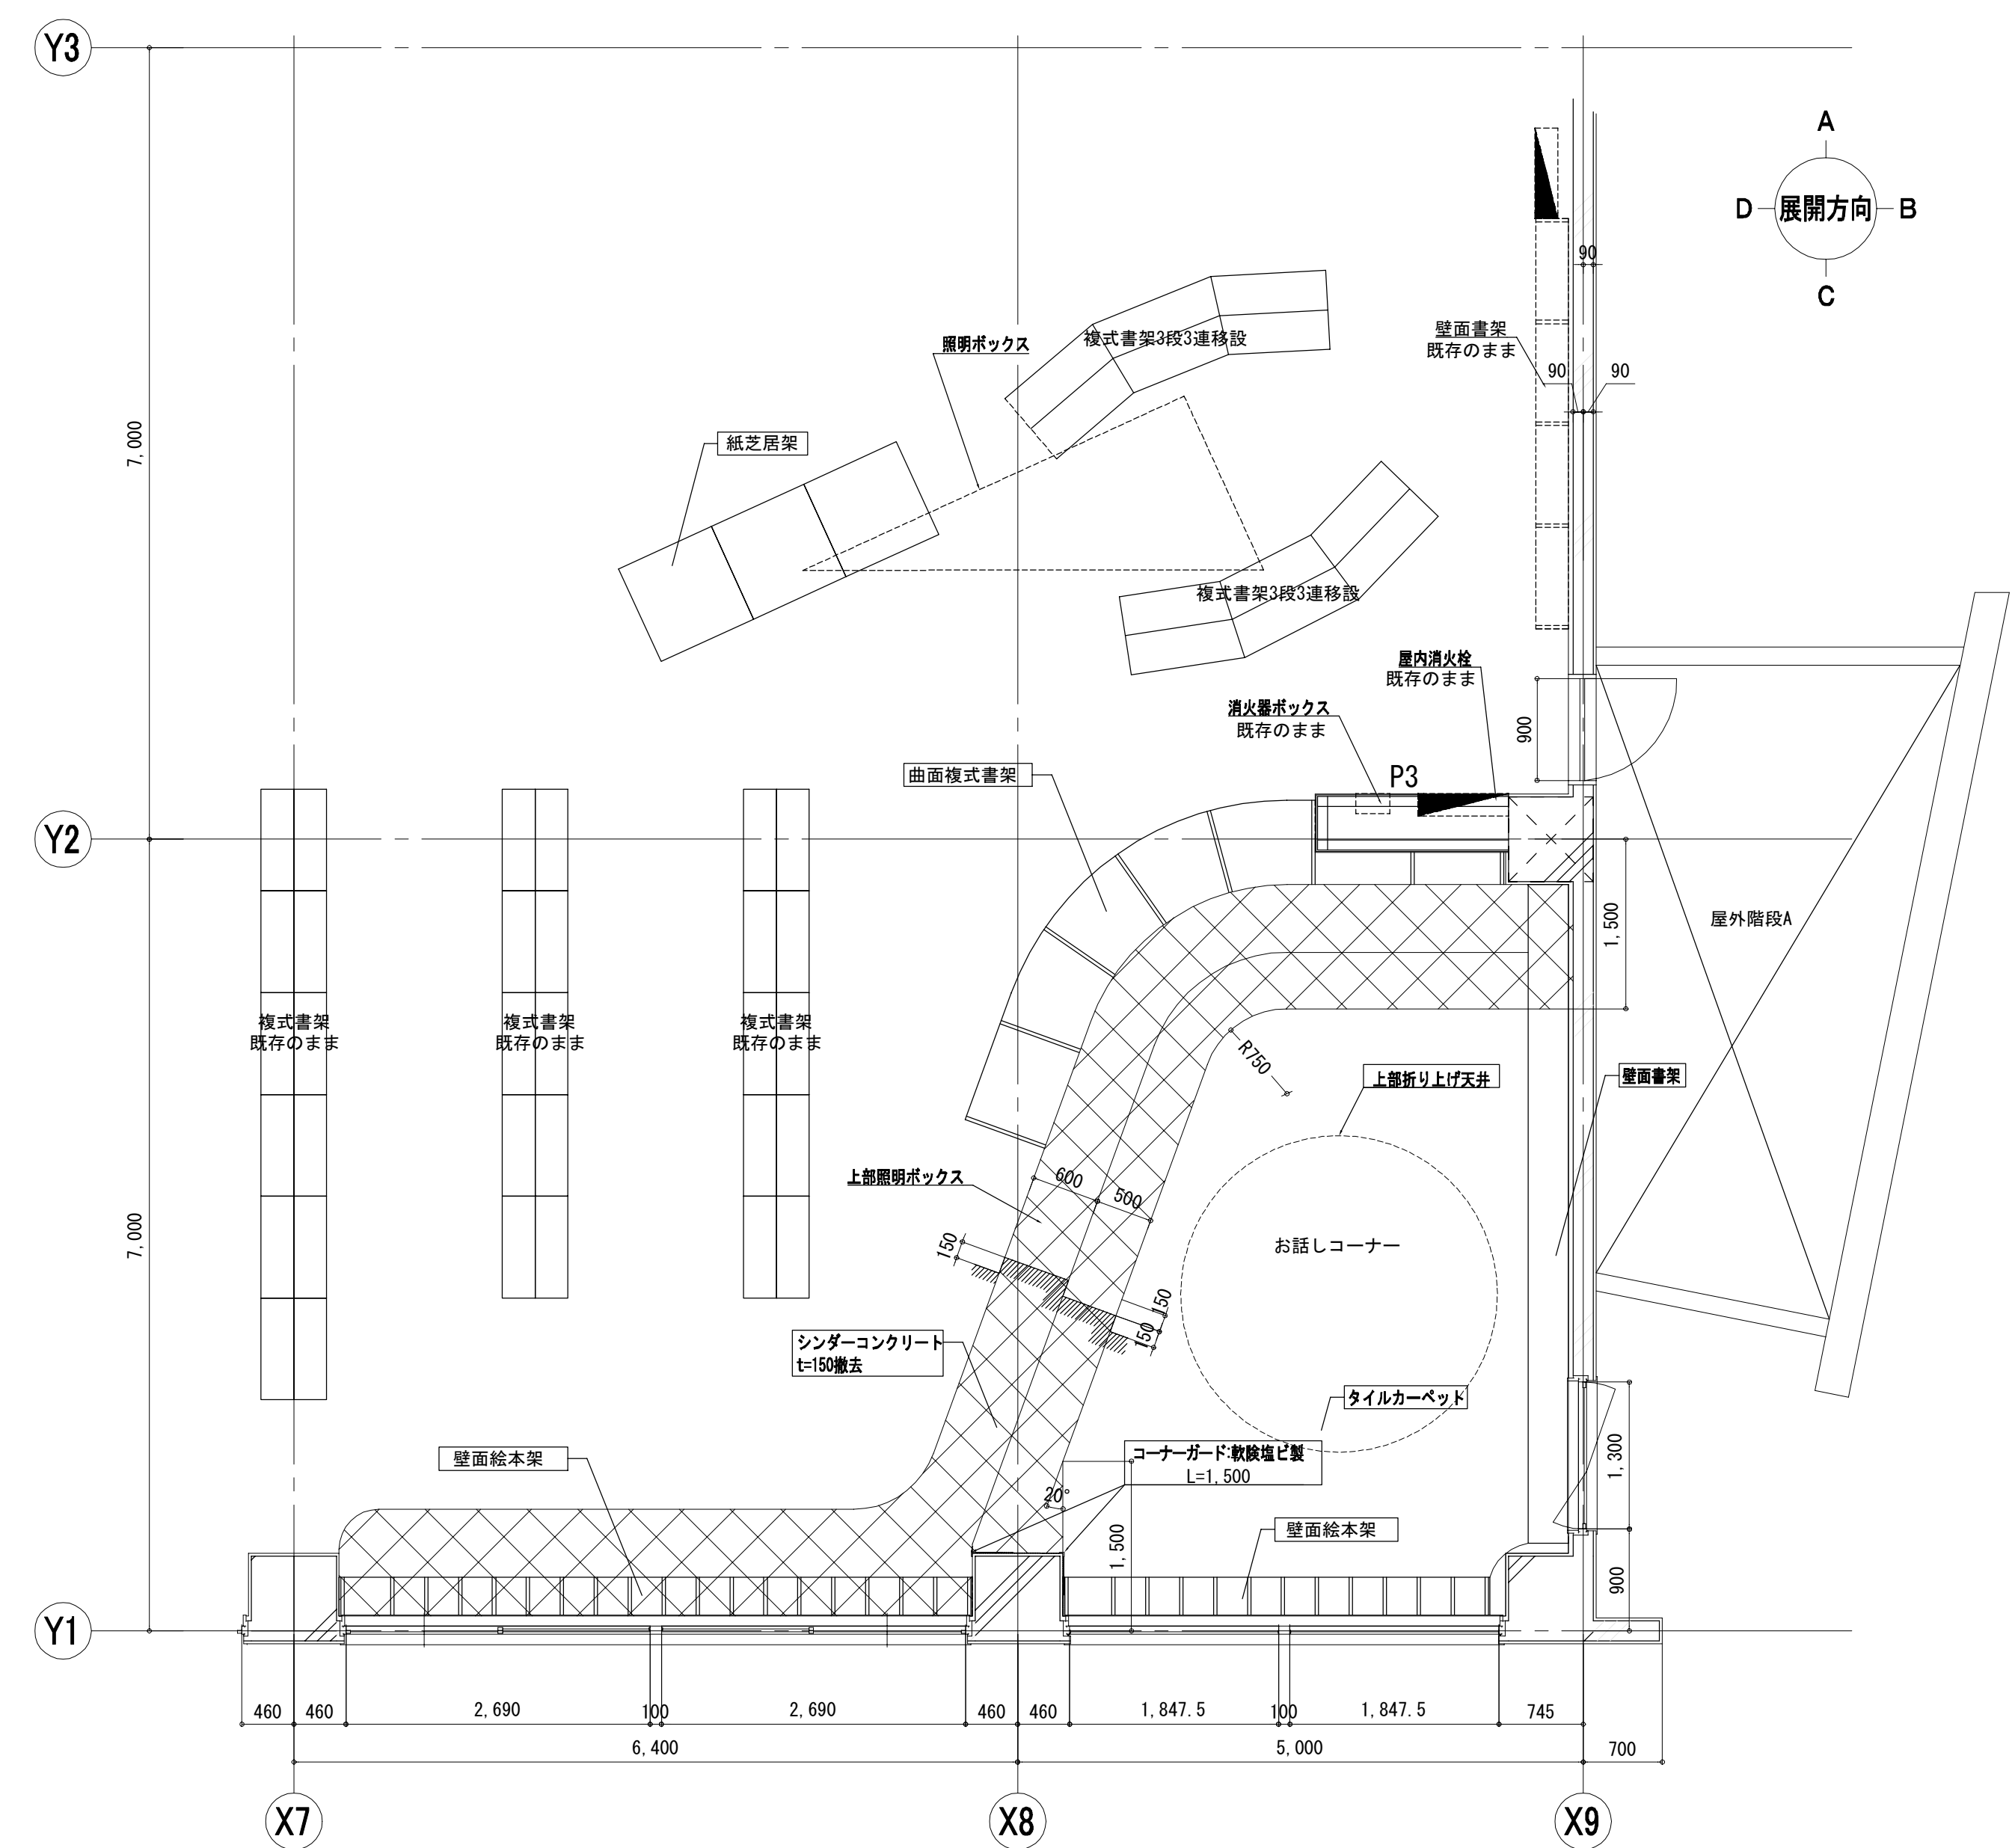 Y3
A
D
展開方向
B
C
90
壁面書架
既存のまま
90
90
照明ボックス
複式書架3段3連移設
紙芝居架
7,000
複式書架3段3連移設
屋内消火栓
既存のまま
消火器ボックス
既存のまま
900
P3
曲面複式書架
Y2
屋外階段A
1,500
複式書架
既存のまま
複式書架
既存のまま
複式書架
既存のまま
R750
上部折り上げ天井
壁面書架
上部照明ボックス
600
500
7,000
150
お話しコーナー
150
150
シンダーコンクリート
t=150撤去
タイルカーペット
コーナーガード:軟険塩ビ製
L=1,500
20°
壁面絵本架
1,300
壁面絵本架
1,500
900
Y1
460
460
2,690
100
2,690
460
460
1,847.5
100
1,847.5
745
6,400
5,000
700
X7
X8
X9